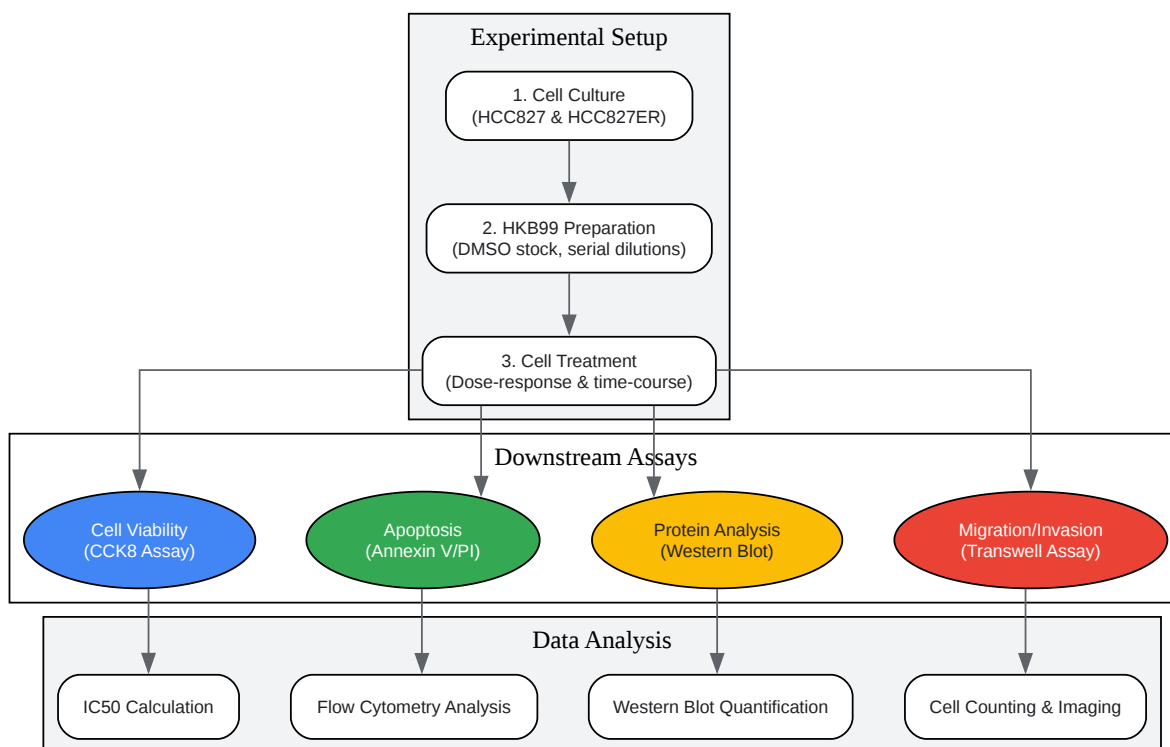 Experimental Setup
1. Cell Culture
(HCC827 & HCC827ER)
2. HKB99 Preparation
(DMSO stock, serial dilutions)
3. Cell Treatment
(Dose-response & time-course)
Downstream Assays
Cell Viability
(CCK8 Assay)
Apoptosis
(Annexin V/PI)
Protein Analysis
(Western Blot)
Migration/Invasion
(Transwell Assay)
Data Analysis
IC50 Calculation
Flow Cytometry Analysis
Western Blot Quantification
Cell Counting & Imaging